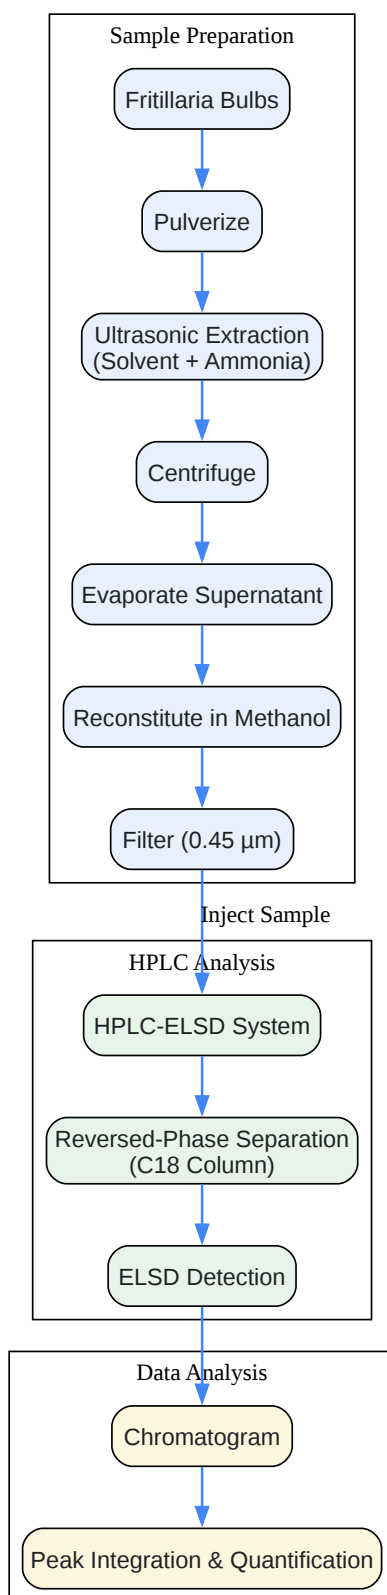 Sample Preparation
Fritillaria Bulbs
Pulverize
Ultrasonic Extraction
(Solvent + Ammonia)
Centrifuge
Evaporate Supernatant
Reconstitute in Methanol
Filter (0.45 µm)
Inject Sample
HPLC Analysis
HPLC-ELSD System
Reversed-Phase Separation
(C18 Column)
ELSD Detection
Data Analysis
Chromatogram
Peak Integration & Quantification